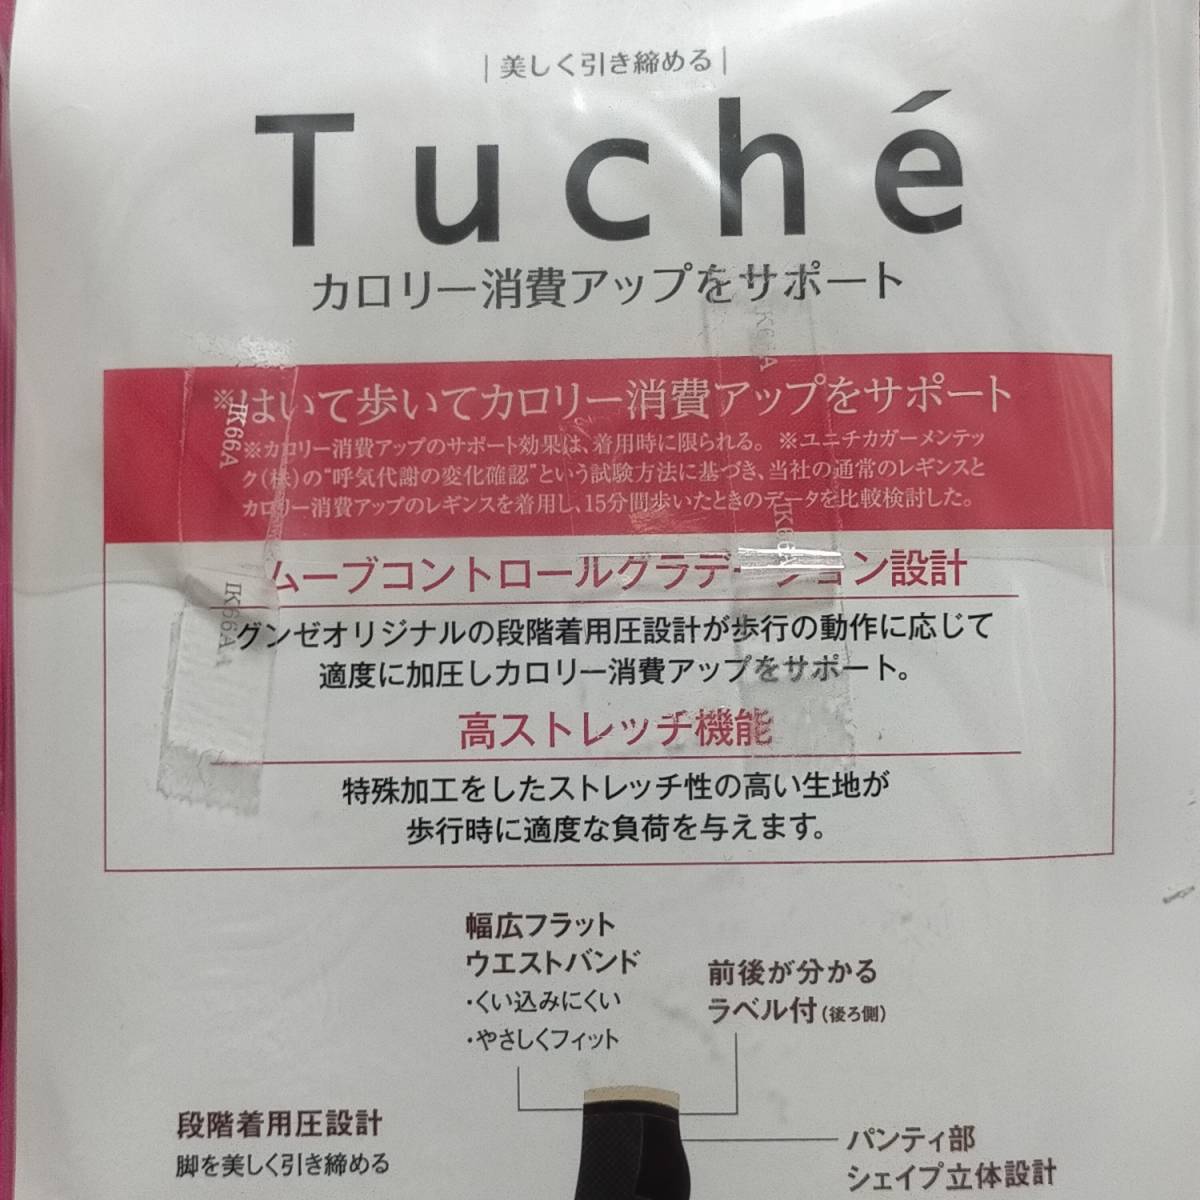 |美しく引き締める|
Tuché
カロリー消費アップをサポート
※はいて歩いてカロリー消費アップをサポート
※カロリー消費アップのサポート効果は、着用時に限られる。※ユニチカガーメンテッ
ク(株)の“呼気代謝の変化確認”という試験方法に基づき、当社の通常のレギンスと
カロリー消費アップのレギンスを着用し、15分間歩いたときのデータを比較検討した。
ムーブコントロールグラデーション設計
グンゼオリジナルの段階着用圧設計が歩行の動作に応じて
適度に加圧しカロリー消費アップをサポート。
高ストレッチ機能
特殊加工をしたストレッチ性の高い生地が
歩行時に適度な負荷を与えます。
幅広フラット
ウエストバンド
・くい込みにくい
・やさしくフィット
前後が分かる
ラベル付(後ろ側)
段階着用圧設計
脚を美しく引き締める
パンティ部
シェイプ立体設計
IK66A
IK66A
IK66A
IK66A